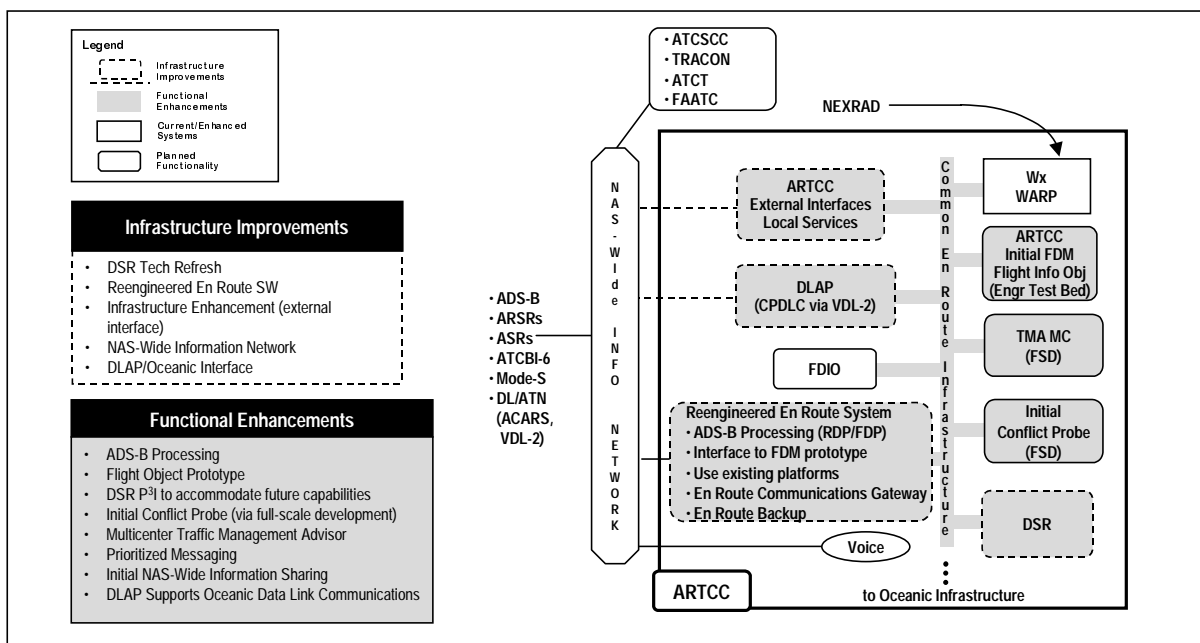 Legend
Infrastructure
Improvements
Functional
Enhancements
Current/Enhanced
Systems
Planned
Functionality
Infrastructure Improvements
• DSR Tech Refresh
• Reengineered En Route SW
• Infrastructure Enhancement (external
interface)
• NAS-Wide Information Network
• DLAP/Oceanic Interface
Functional Enhancements
• ADS-B Processing
• Flight Object Prototype
• DSR P³I to accommodate future capabilities
• Initial Conflict Probe (via full-scale development)
• Multicenter Traffic Management Advisor
• Prioritized Messaging
• Initial NAS-Wide Information Sharing
• DLAP Supports Oceanic Data Link Communications
• ADS-B
• ARSRs
• ASRs
• ATCBI-6
• Mode-S
• DL/ATN
(ACARS,
VDL-2)
• ATCSCC
• TRACON
• ATCT
• FAATC
NAS-Wide INFO NETWORK
NEXRAD
ARTCC
External Interfaces
Local Services
DLAP
(CPDLC via VDL-2)
FDIO
Reengineered En Route System
• ADS-B Processing (RDP/FDP)
• Interface to FDM prototype
• Use existing platforms
• En Route Communications Gateway
• En Route Backup
Voice
ARTCC
Common En Route Infrastructure
Wx
WARP
ARTCC
Initial FDM
Flight Info Obj
(Engr Test Bed)
TMA MC
(FSD)
Initial
Conflict Probe
(FSD)
DSR
to Oceanic Infrastructure